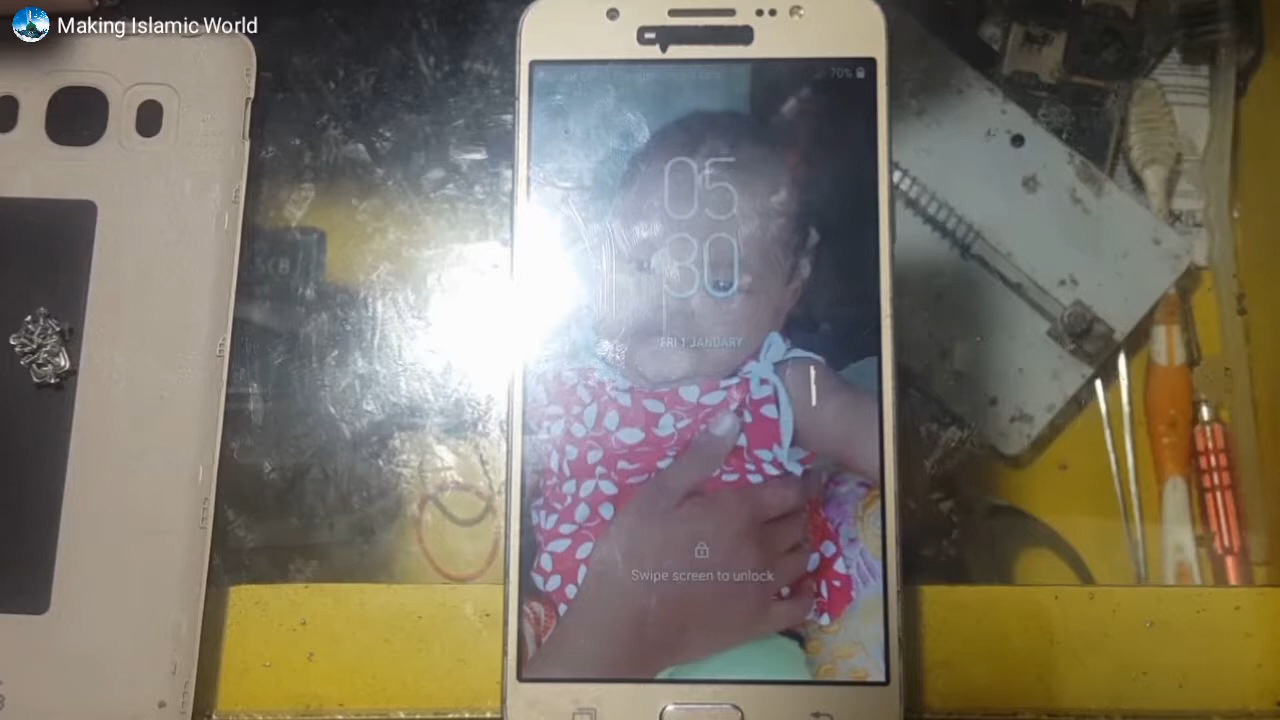 Making Islamic World
70%
05
30
FRI 1 JANUARY
Swipe screen to unlock